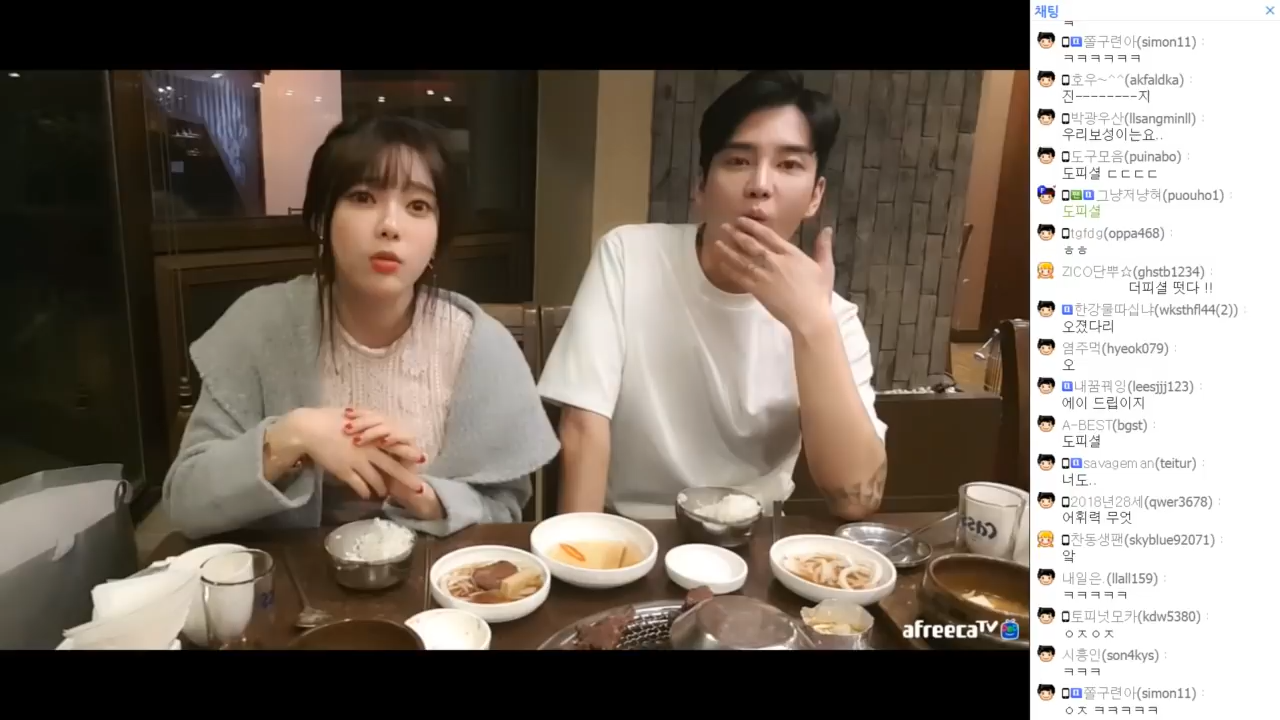 채팅
ㅋ
쫄구련아(simon11) :
ㅋㅋㅋㅋㅋㅋ
호우~^^(akfaldka) :
진--------지
박광우산(llsangminll) :
우리보성이는요..
도구모음(puinabo) :
도피셜 ㄷㄷㄷㄷ
그냥저냥혀(puouho1) :
도피셜
tgfdg(oppa468) :
ㅎㅎ
ZICO단뿌☆(ghstb1234) :
더피셜 떳다 !!
한강물따십냐(wksthfl44(2)) :
오졌다리
염주먹(hyeok079) :
오
내꿈꿔잉(leesjjj123) :
에이 드립이지
A-BEST(bgst) :
도피셜
savageman(teitur) :
너도..
2018년28세(qwer3678) :
어휘력 무엇
찬동생팬(skyblue92071) :
악
내일은.(llall159) :
ㅋㅋㅋㅋㅋ
토피넛모카(kdw5380) :
ㅇㅈㅇㅈ
시흥인(son4kys) :
ㅋㅋㅋ
쫄구련아(simon11) :
ㅇㅈ ㅋㅋㅋㅋㅋ
afreecaTV